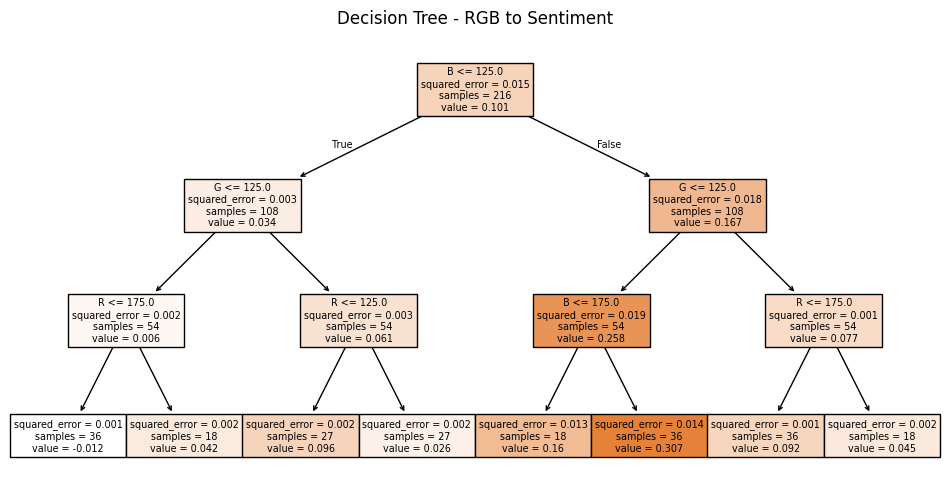 Decision Tree - RGB to Sentiment
B <= 125.0
squared_error = 0.015
samples = 216
value = 0.101
True
False
G <= 125.0
squared_error = 0.003
samples = 108
value = 0.034
G <= 125.0
squared_error = 0.018
samples = 108
value = 0.167
R <= 175.0
squared_error = 0.002
samples = 54
value = 0.006
R <= 125.0
squared_error = 0.003
samples = 54
value = 0.061
B <= 175.0
squared_error = 0.019
samples = 54
value = 0.258
R <= 175.0
squared_error = 0.001
samples = 54
value = 0.077
squared_error = 0.001
samples = 36
value = -0.012
squared_error = 0.002
samples = 18
value = 0.042
squared_error = 0.002
samples = 27
value = 0.096
squared_error = 0.002
samples = 27
value = 0.026
squared_error = 0.013
samples = 18
value = 0.16
squared_error = 0.014
samples = 36
value = 0.307
squared_error = 0.001
samples = 36
value = 0.092
squared_error = 0.002
samples = 18
value = 0.045